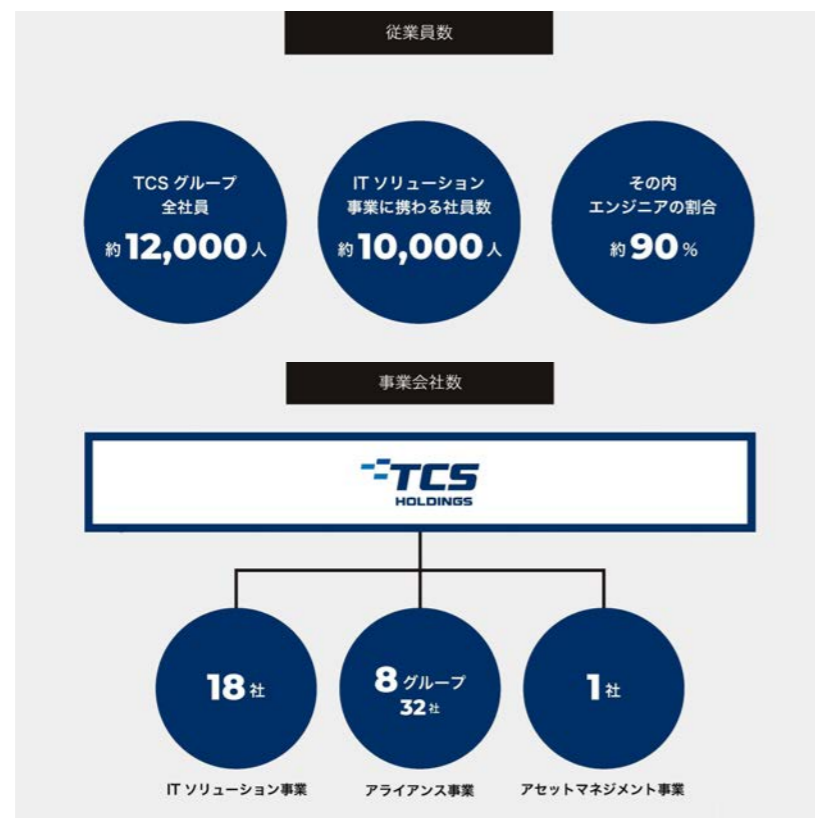 従業員数
TCS グループ
全社員
約 12,000 人
IT ソリューション
事業に携わる社員数
約 10,000 人
その内
エンジニアの割合
約 90 %
事業会社数
TCS
HOLDINGS
18 社
IT ソリューション事業
8 グループ
32 社
アライアンス事業
1 社
アセットマネジメント事業